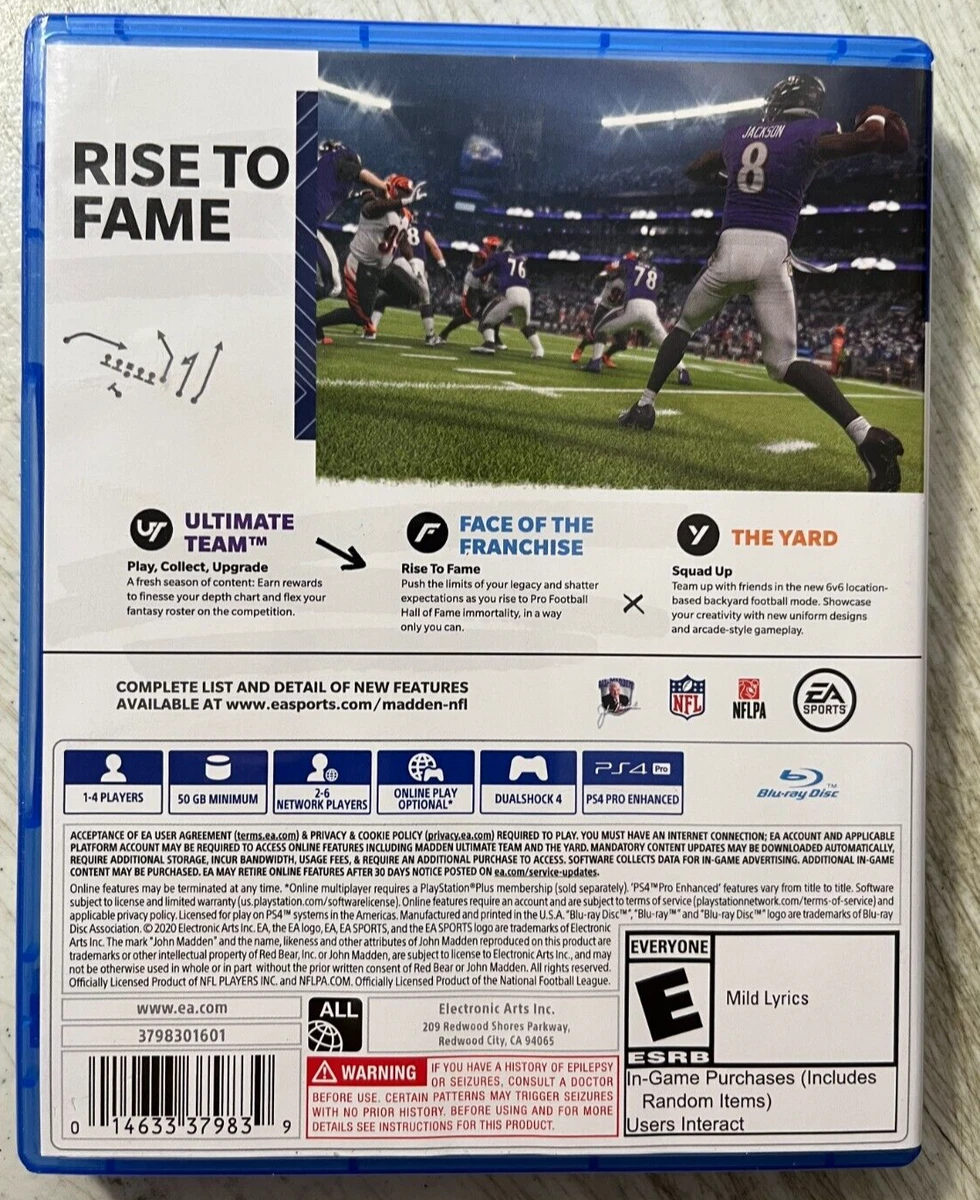 RISE TO
FAME
JACKSON
8
8
76
78
UT
ULTIMATE
TEAM™
Play, Collect, Upgrade
A fresh season of content: Earn rewards
to finesse your depth chart and flex your
fantasy roster on the competition.
F
FACE OF THE
FRANCHISE
Rise To Fame
Push the limits of your legacy and shatter
expectations as you rise to Pro Football
Hall of Fame immortality, in a way
only you can.
Y
THE YARD
Squad Up
Team up with friends in the new 6v6 location-
based backyard football mode. Showcase
your creativity with new uniform designs
and arcade-style gameplay.
COMPLETE LIST AND DETAIL OF NEW FEATURES
AVAILABLE AT www.easports.com/madden-nfl
NFL
NFLPA
EA
SPORTS
1-4 PLAYERS
50 GB MINIMUM
2-6
NETWORK PLAYERS
ONLINE PLAY
OPTIONAL*
DUALSHOCK 4
PS4 Pro
PS4 PRO ENHANCED
Blu-ray Disc™
ACCEPTANCE OF EA USER AGREEMENT (terms.ea.com) & PRIVACY & COOKIE POLICY (privacy.ea.com) REQUIRED TO PLAY. YOU MUST HAVE AN INTERNET CONNECTION; EA ACCOUNT AND APPLICABLE
PLATFORM ACCOUNT MAY BE REQUIRED TO ACCESS ONLINE FEATURES INCLUDING MADDEN ULTIMATE TEAM AND THE YARD. MANDATORY CONTENT UPDATES MAY BE DOWNLOADED AUTOMATICALLY,
REQUIRE ADDITIONAL STORAGE, INCUR BANDWIDTH, USAGE FEES, & REQUIRE AN ADDITIONAL PURCHASE TO ACCESS. SOFTWARE COLLECTS DATA FOR IN-GAME ADVERTISING. ADDITIONAL IN-GAME
CONTENT MAY BE PURCHASED. EA MAY RETIRE ONLINE FEATURES AFTER 30 DAYS NOTICE POSTED ON ea.com/service-updates.
Online features may be terminated at any time. *Online multiplayer requires a PlayStation®Plus membership (sold separately). 'PS4™Pro Enhanced' features vary from title to title. Software
subject to license and limited warranty (us.playstation.com/softwarelicense). Online features require an account and are subject to terms of service (playstationnetwork.com/terms-of-service) and
applicable privacy policy. Licensed for play on PS4™ systems in the Americas. Manufactured and printed in the U.S.A. "Blu-ray Disc™", "Blu-ray™" and "Blu-ray Disc™" logo are trademarks of Blu-ray
Disc Association. © 2020 Electronic Arts Inc. EA, the EA logo, EA, EA SPORTS, and the EA SPORTS logo are trademarks of Electronic
Arts Inc. The mark "John Madden" and the name, likeness and other attributes of John Madden reproduced on this product are
trademarks or other intellectual property of Red Bear, Inc. or John Madden, are subject to license to Electronic Arts Inc., and may
not be otherwise used in whole or in part without the prior written consent of Red Bear or John Madden. All rights reserved.
Officially Licensed Product of NFL PLAYERS INC. and NFLPA.COM. Officially Licensed Product of the National Football League.
www.ea.com
3798301601
ALL
Electronic Arts Inc.
209 Redwood Shores Parkway,
Redwood City, CA 94065
WARNING IF YOU HAVE A HISTORY OF EPILEPSY
OR SEIZURES, CONSULT A DOCTOR
BEFORE USE. CERTAIN PATTERNS MAY TRIGGER SEIZURES
WITH NO PRIOR HISTORY. BEFORE USING AND FOR MORE
DETAILS SEE INSTRUCTIONS FOR THIS PRODUCT.
0 14633 37983 9
EVERYONE
E
ESRB
Mild Lyrics
In-Game Purchases (Includes
Random Items)
Users Interact